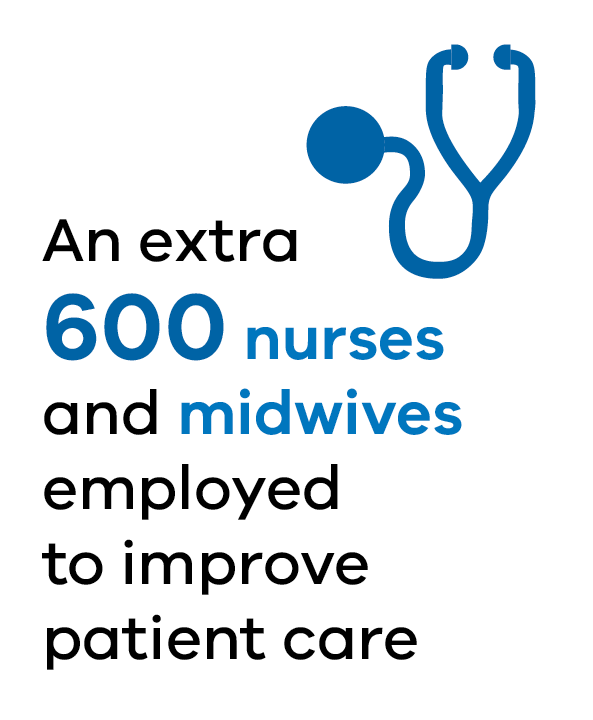 An extra
600 nurses
and midwives
employed
to improve
patient care